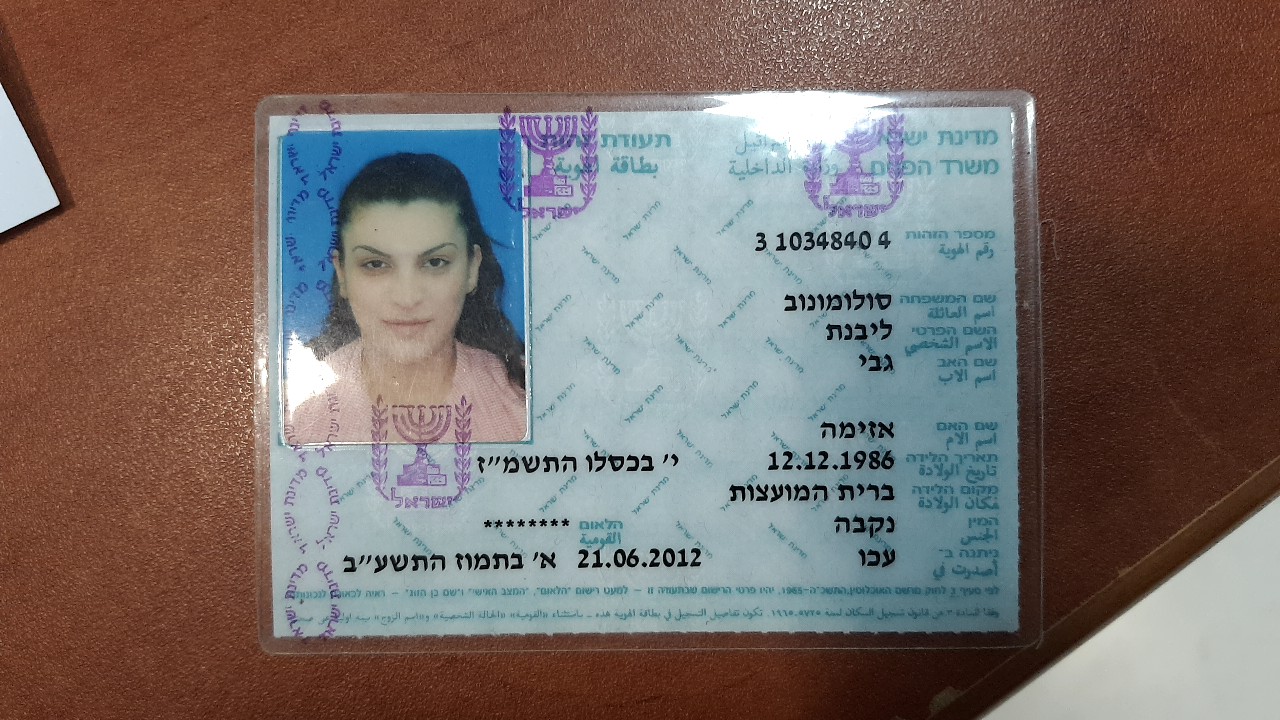 מדינת ישראל
משרד הפנים وزارة الداخلية
תעודת זהות
بطاقة الهوية
ישראל
ישראל
מספר הזהות 3 1034840 4
رقم الهوية
שם המשפחה סולומונוב
اسم العائلة
השם הפרטי ליבנת
الاسم الشخصي
שם האב גבי
اسم الاب
שם האם אזימה
اسم الام
תאריך הלידה 12.12.1986 י' בכסלו התשמ"ז
تاريخ الولادة
מקום הלידה ברית המועצות
مكان الولادة
המין נקבה הלאום ********
الجنس القومية
ניתנה ב- עכו 21.06.2012 א' בתמוז התשע"ב
أصدرت في
ישראל